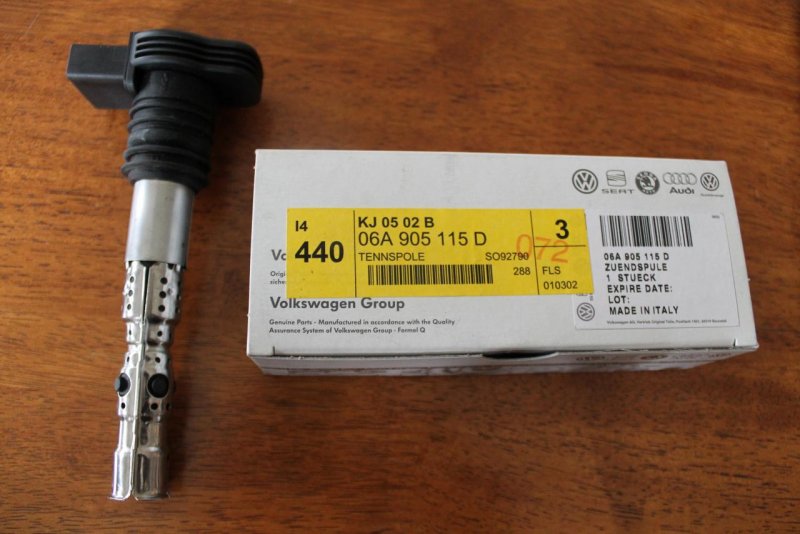 SEAT
Audi
I4
440
KJ 05 02 B
06A 905 115 D
TENNSPOLE
SO92790
288
072
3
FLS
010302
Volkswagen Group
Genuine Parts - Manufactured in accordance with the Quality
Assurance System of Volkswagen Group - Formel Q
06A 905 115 D
ZUENDSPULE
1 STUECK
EXPIRE DATE:
LOT:
MADE IN ITALY